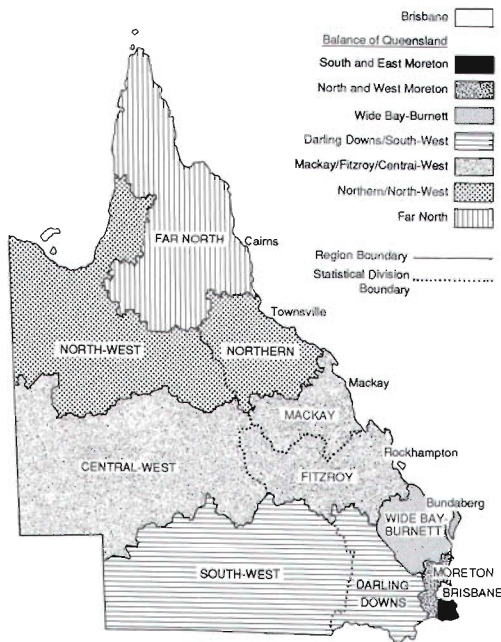 Brisbane
Balance of Queensland
South and East Moreton
North and West Moreton
Wide Bay-Burnett
Darling Downs/South-West
Mackay/Fitzroy/Central-West
Northern/North-West
Far North
Region Boundary
Statistical Division
Boundary
FAR NORTH
Cairns
Townsville
NORTH-WEST
NORTHERN
Mackay
MACKAY
Rockhampton
CENTRAL-WEST
FITZROY
Bundaberg
WIDE BAY-
BURNETT
SOUTH-WEST
MORETON
DARLING
DOWNS
BRISBANE